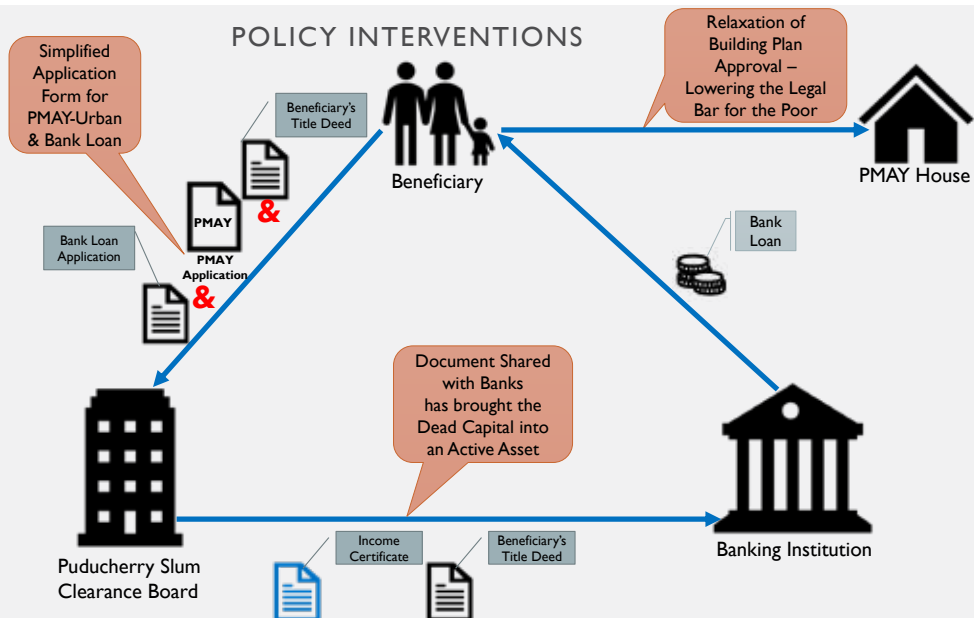 POLICY INTERVENTIONS
Simplified
Application
Form for
PMAY-Urban
& Bank Loan
Beneficiary's
Title Deed
&
PMAY
PMAY
Application
Bank Loan
Application
&
Beneficiary
Relaxation of
Building Plan
Approval –
Lowering the Legal
Bar for the Poor
PMAY House
Bank
Loan
Document Shared
with Banks
has brought the
Dead Capital into
an Active Asset
Puducherry Slum
Clearance Board
Income
Certificate
Beneficiary's
Title Deed
Banking Institution